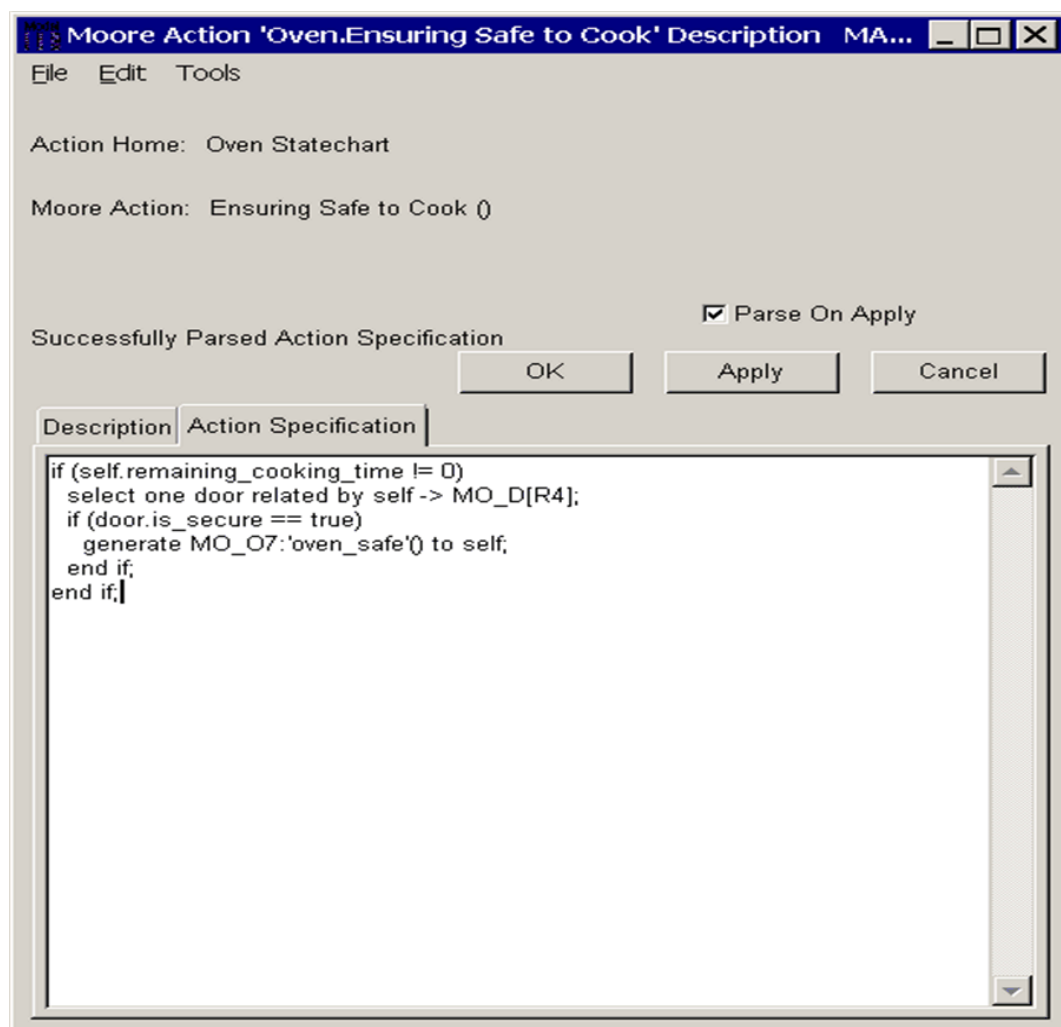 Moore Action 'Oven.Ensuring Safe to Cook' Description MA...
File Edit Tools
Action Home: Oven Statechart
Moore Action: Ensuring Safe to Cook ()
Parse On Apply
Successfully Parsed Action Specification
OK Apply Cancel
Description Action Specification
if (self.remaining_cooking_time != 0)
select one door related by self -> MO_D[R4];
if (door.is_secure == true)
generate MO_O7:'oven_safe'() to self;
end if;
end if;